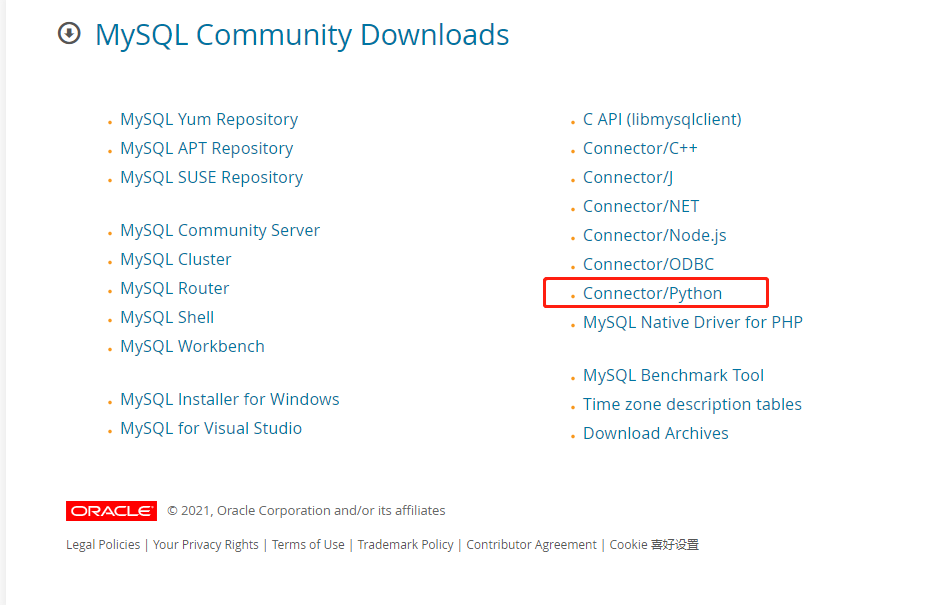 MySQL Community Downloads
MySQL Yum Repository
MySQL APT Repository
MySQL SUSE Repository
MySQL Community Server
MySQL Cluster
MySQL Router
MySQL Shell
MySQL Workbench
MySQL Installer for Windows
MySQL for Visual Studio
C API (libmysqlclient)
Connector/C++
Connector/J
Connector/NET
Connector/Node.js
Connector/ODBC
Connector/Python
MySQL Native Driver for PHP
MySQL Benchmark Tool
Time zone description tables
Download Archives
ORACLE © 2021, Oracle Corporation and/or its affiliates
Legal Policies | Your Privacy Rights | Terms of Use | Trademark Policy | Contributor Agreement | Cookie 喜好设置